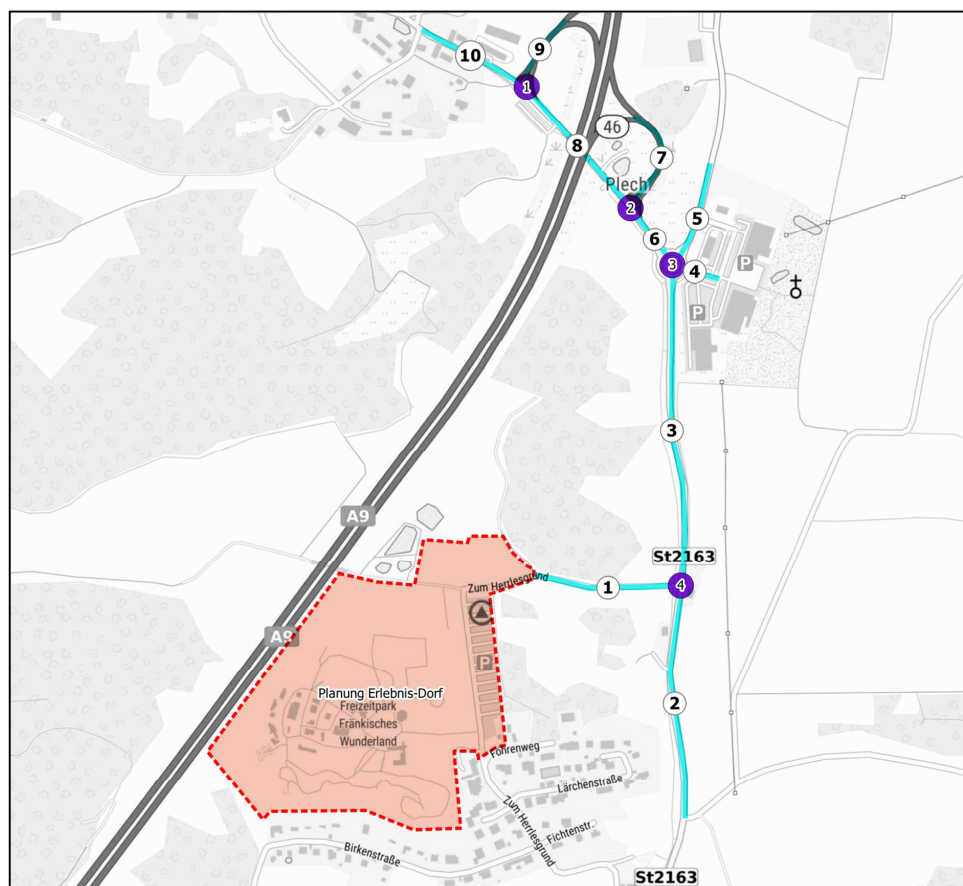 9
10
1
8
46
7
Plech
2
6
5
3
4
P
P
3
A9
St2163
Zum Herrlesgrund
1
4
A9
P
Planung Erlebnis-Dorf
Freizeitpark
Fränkisches
Wunderland
2
Föhrenweg
Lärchenstraße
Zum Herrlesgrund
Fichtenstr.
Birkenstraße
St2163